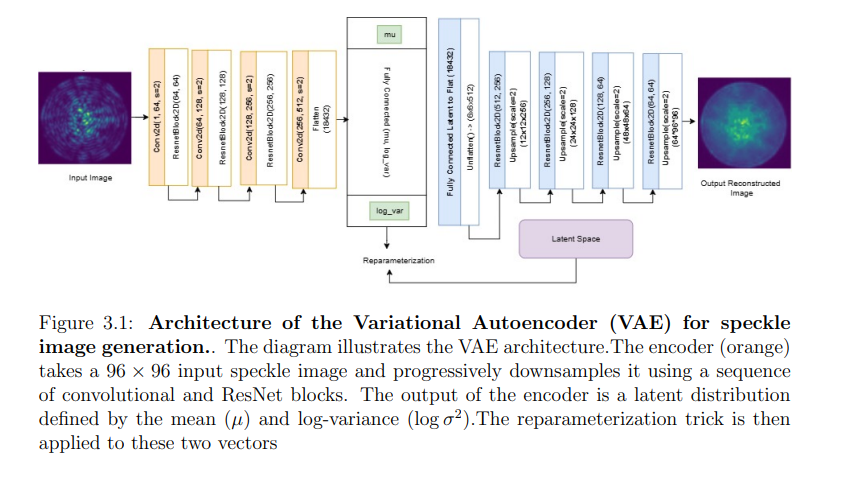 Input Image
Conv2d( 1, 64, s=2)
ResnetBlock2D(64, 64)
Conv2d(64, 128, s=2)
ResnetBlock2D(128, 128)
Conv2d(128, 256, s=2)
ResnetBlock2D(256, 256)
Conv2d(256, 512, s=2)
Flatten
(18432)
mu
Fully Connected (mu, log_var)
log_var
Reparameterization
Fully Connected Latent to Flat (18432)
Unflatter()-> (6x6x512)
ResnetBlock2D(512, 256)
Upsample(scale=2)
(12x12x256)
ResnetBlock2D(256, 128)
Upsample(scale=2)
(24x24x128)
ResnetBlock2D(128, 64)
Upsample(scale=2)
(48x48x64)
ResnetBlock2D(64, 64)
Upsample(scale=2)
(64*96*96)
Latent Space
Output Reconstructed
Image
Figure 3.1: Architecture of the Variational Autoencoder (VAE) for speckle
image generation.. The diagram illustrates the VAE architecture.The encoder (orange)
takes a 96 × 96 input speckle image and progressively downsamples it using a sequence
of convolutional and ResNet blocks. The output of the encoder is a latent distribution
defined by the mean (μ) and log-variance (log σ²).The reparameterization trick is then
applied to these two vectors